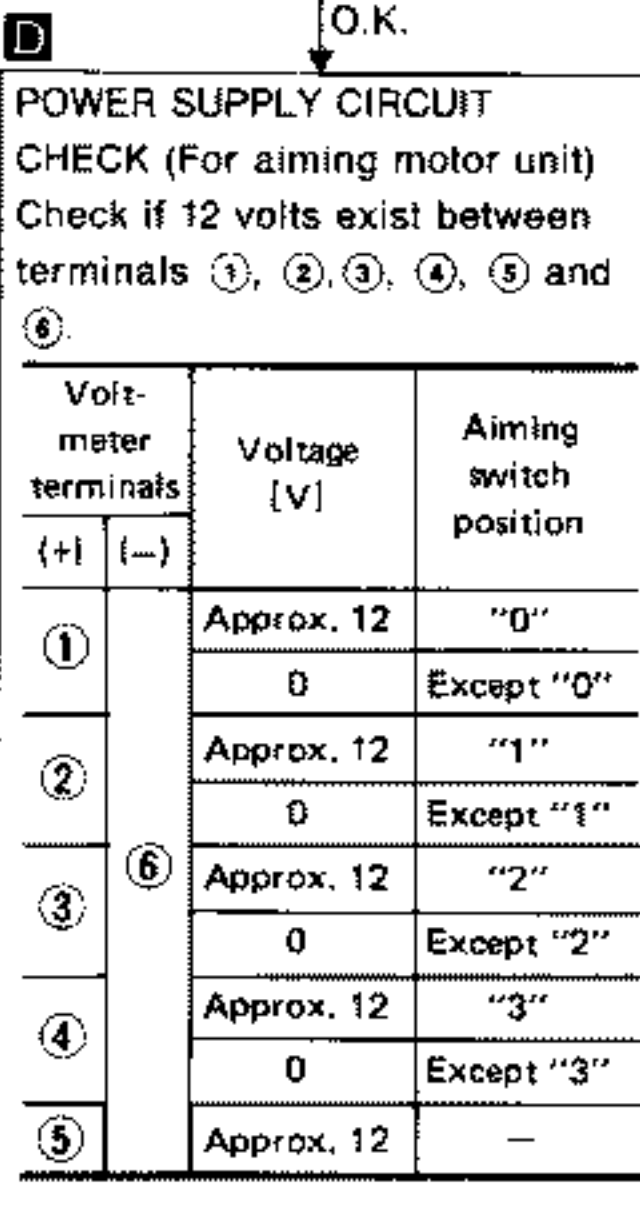 D
O.K.
POWER SUPPLY CIRCUIT
CHECK (For aiming motor unit)
Check if 12 volts exist between
terminals ①, ②, ③, ④, ⑤ and
⑥.
Volt-
meter
terminals
Voltage
[V]
Aiming
switch
position
(+) (–)
① ⑥ Approx. 12 "0"
0 Except "0"
② Approx. 12 "1"
0 Except "1"
③ Approx. 12 "2"
0 Except "2"
④ Approx. 12 "3"
0 Except "3"
⑤ Approx. 12 –